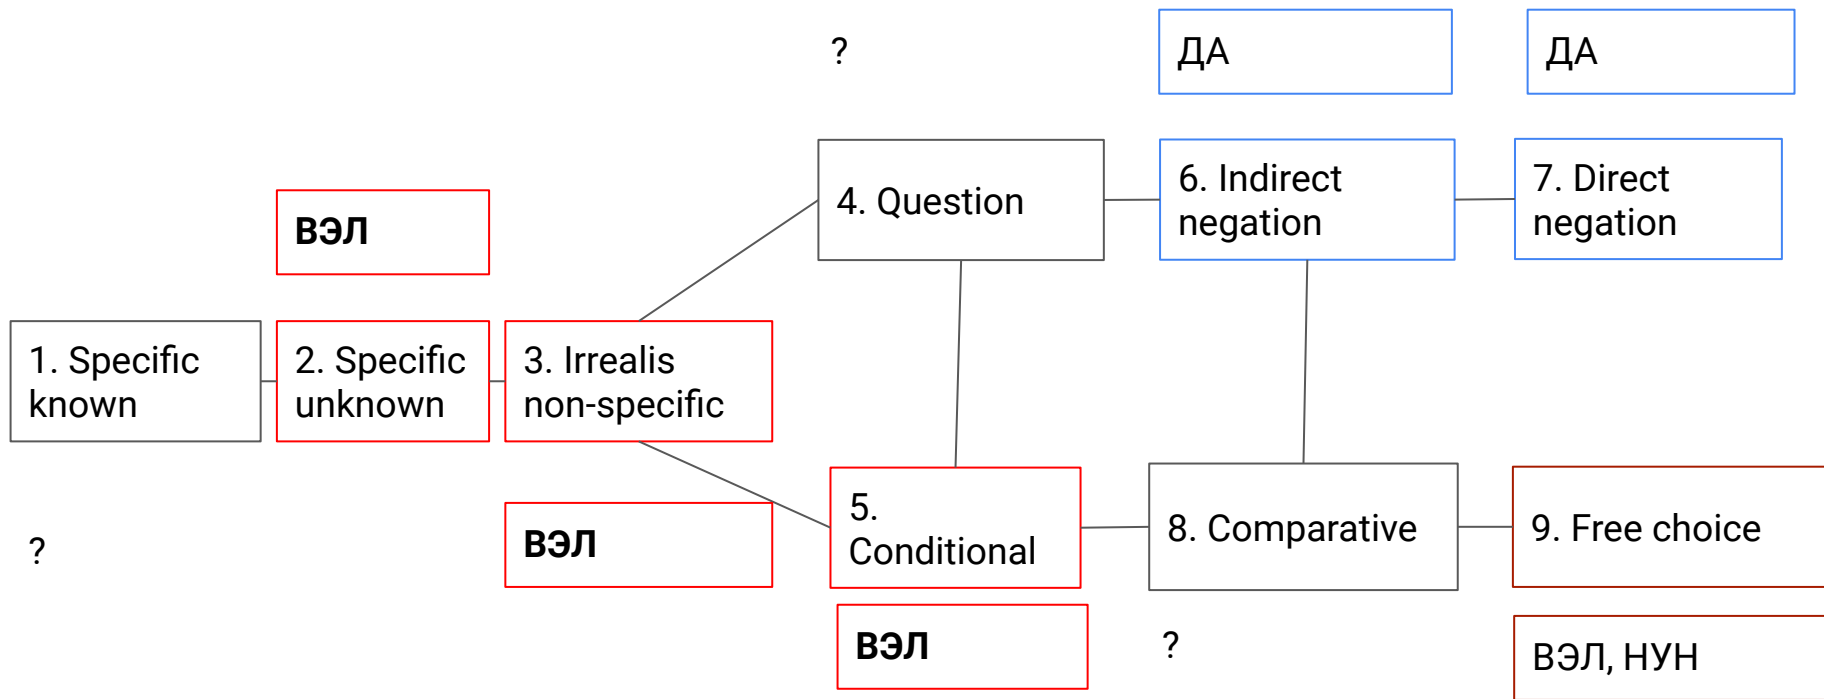 ?
ДА
ДА
4. Question
6. Indirect
negation
7. Direct
negation
ВЭЛ
1. Specific
known
2. Specific
unknown
3. Irrealis
non-specific
?
ВЭЛ
5.
Conditional
8. Comparative
9. Free choice
ВЭЛ
?
ВЭЛ, НУН